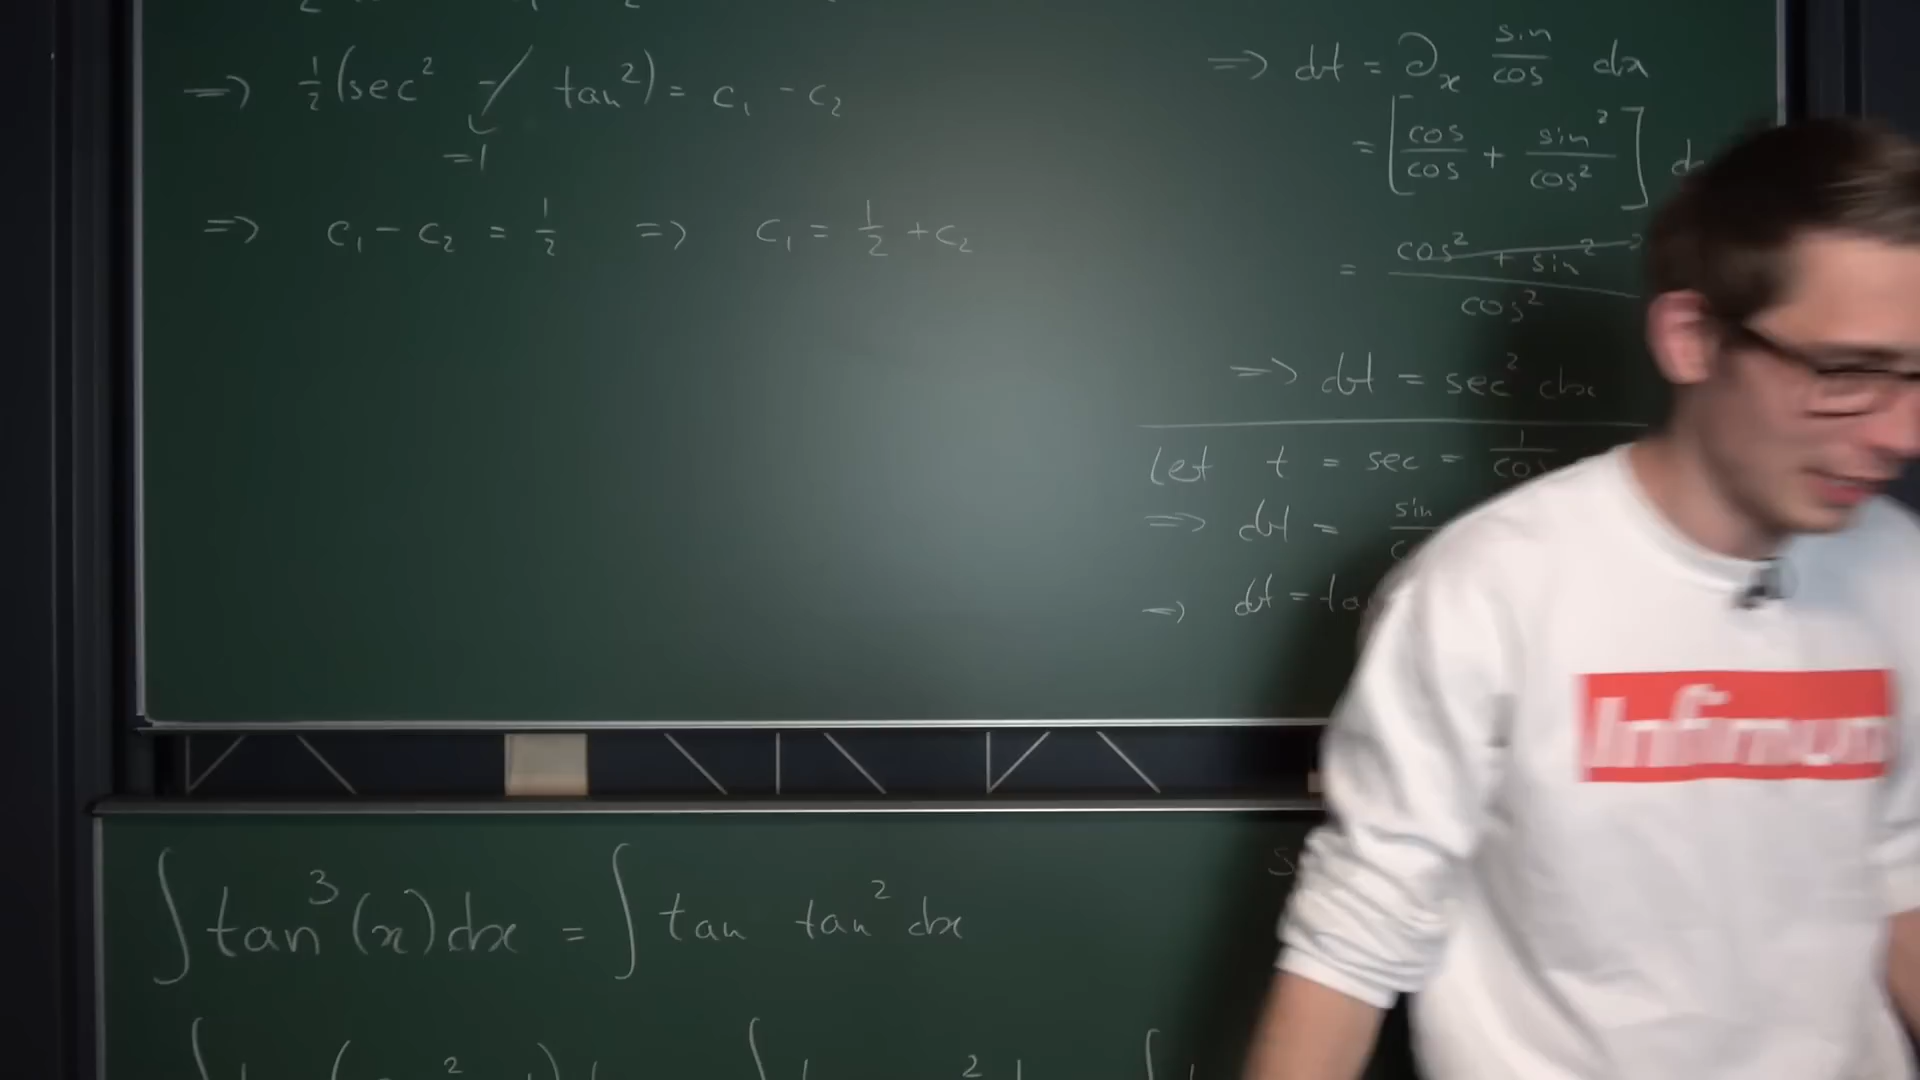 => ½(sec² - tan²) = c₁ - c₂
=1
=> c₁ - c₂ = ½ => c₁ = ½ + c₂
=> dt = ∂ₓ sin/cos dx
= [cos/cos + sin²/cos²]
= cos² + sin² / cos²
=> dt = sec² dx
let t = sec = 1/cos
=> dt = sin
=> dt =
Infimum
∫ tan³(x) dx = ∫ tan tan² dx